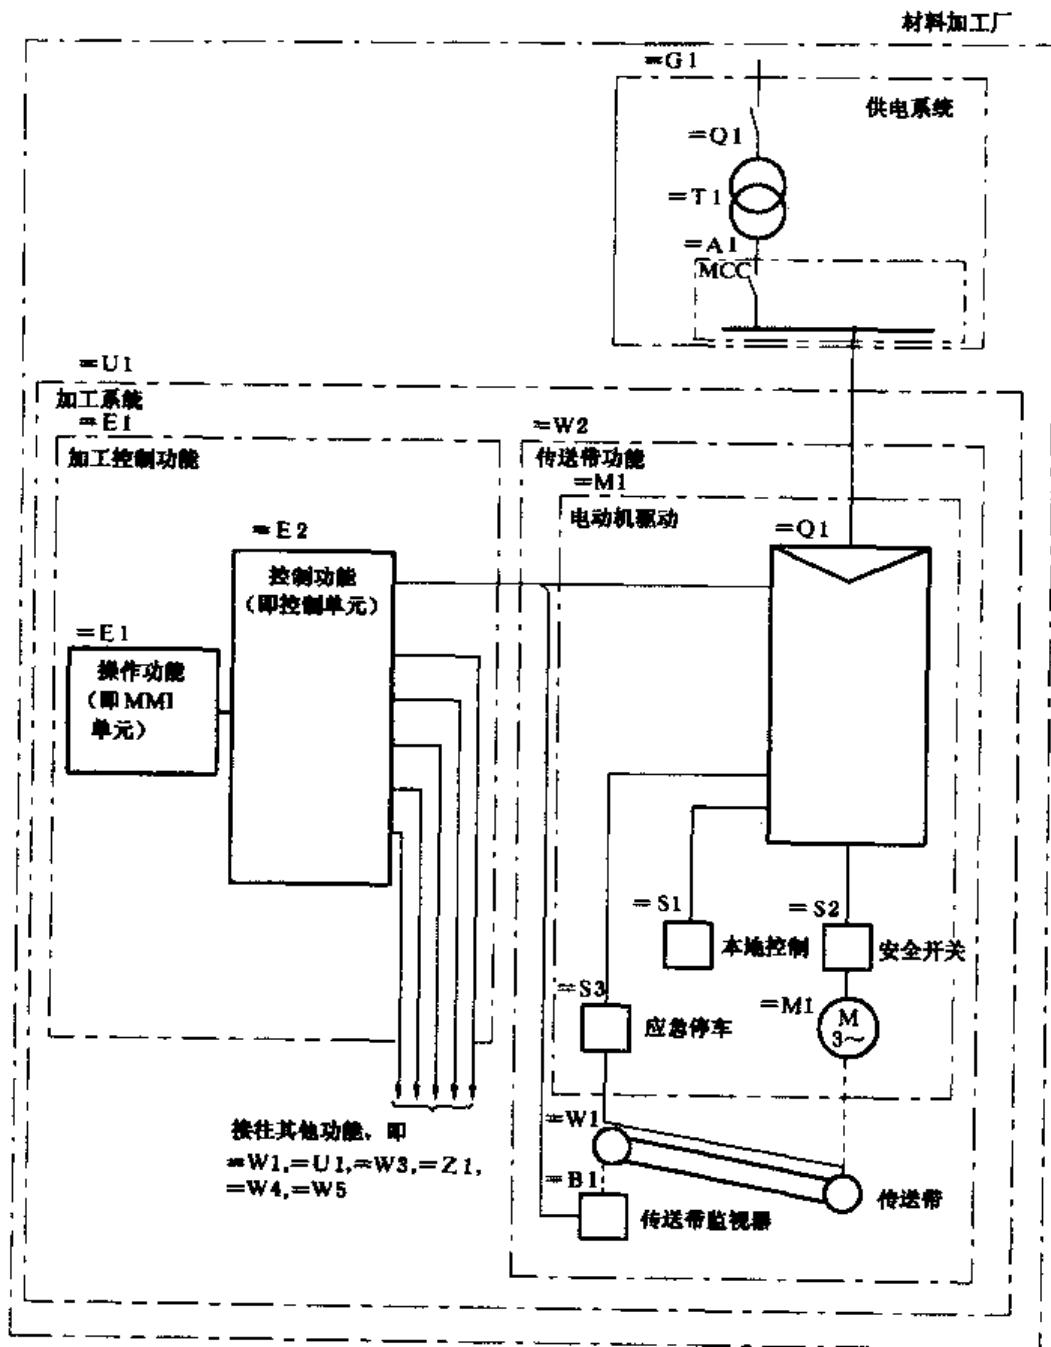 材料加工厂
=G1
供电系统
=Q1
=T1
=A1
MCC
=U1
加工系统
=E1
加工控制功能
=W2
传送带功能
=M1
电动机驱动
=E2
控制功能
(即控制单元)
=Q1
=E1
操作功能
(即MMI
单元)
=S1
本地控制
=S2
安全开关
=S3
应急停车
=M1
M
3~
接往其他功能,即
=W1,=U1,=W3,=Z1,
=W4,=W5
=W1
=B1
传送带监视器
传送带